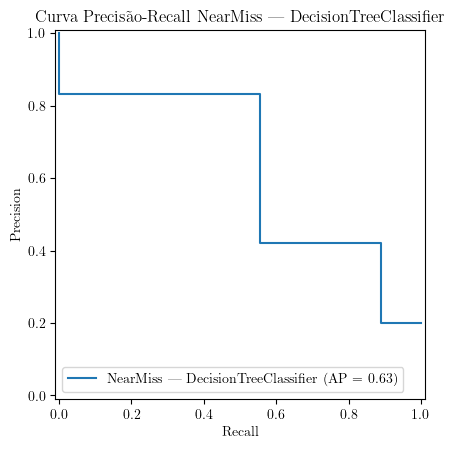 Curva Precisão-Recall NearMiss — DecisionTreeClassifier
1.0
0.8
0.6
0.4
0.2
0.0
Precision
NearMiss — DecisionTreeClassifier (AP = 0.63)
0.0 0.2 0.4 0.6 0.8 1.0
Recall